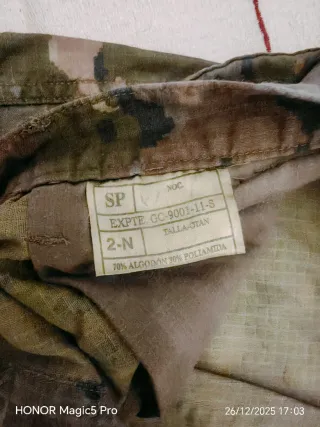 SP
NOC.
EXPTE. GC-9001-11-S
2-N
TALLA-OTAN
70% ALGODON 30% POLIAMIDA
HONOR Magic5 Pro
26/12/2025 17:03